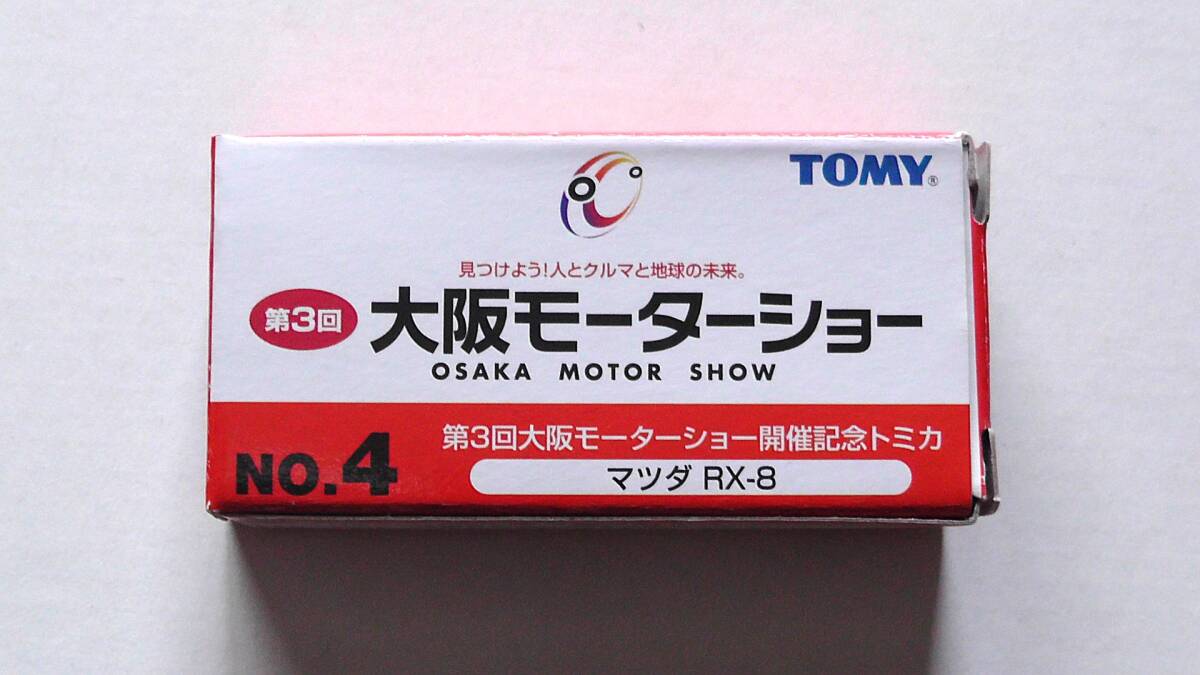 TOMY®
見つけよう!人とクルマと地球の未来。
第3回
大阪モーターショー
OSAKA MOTOR SHOW
NO.4
第3回大阪モーターショー開催記念トミカ
マツダ RX-8